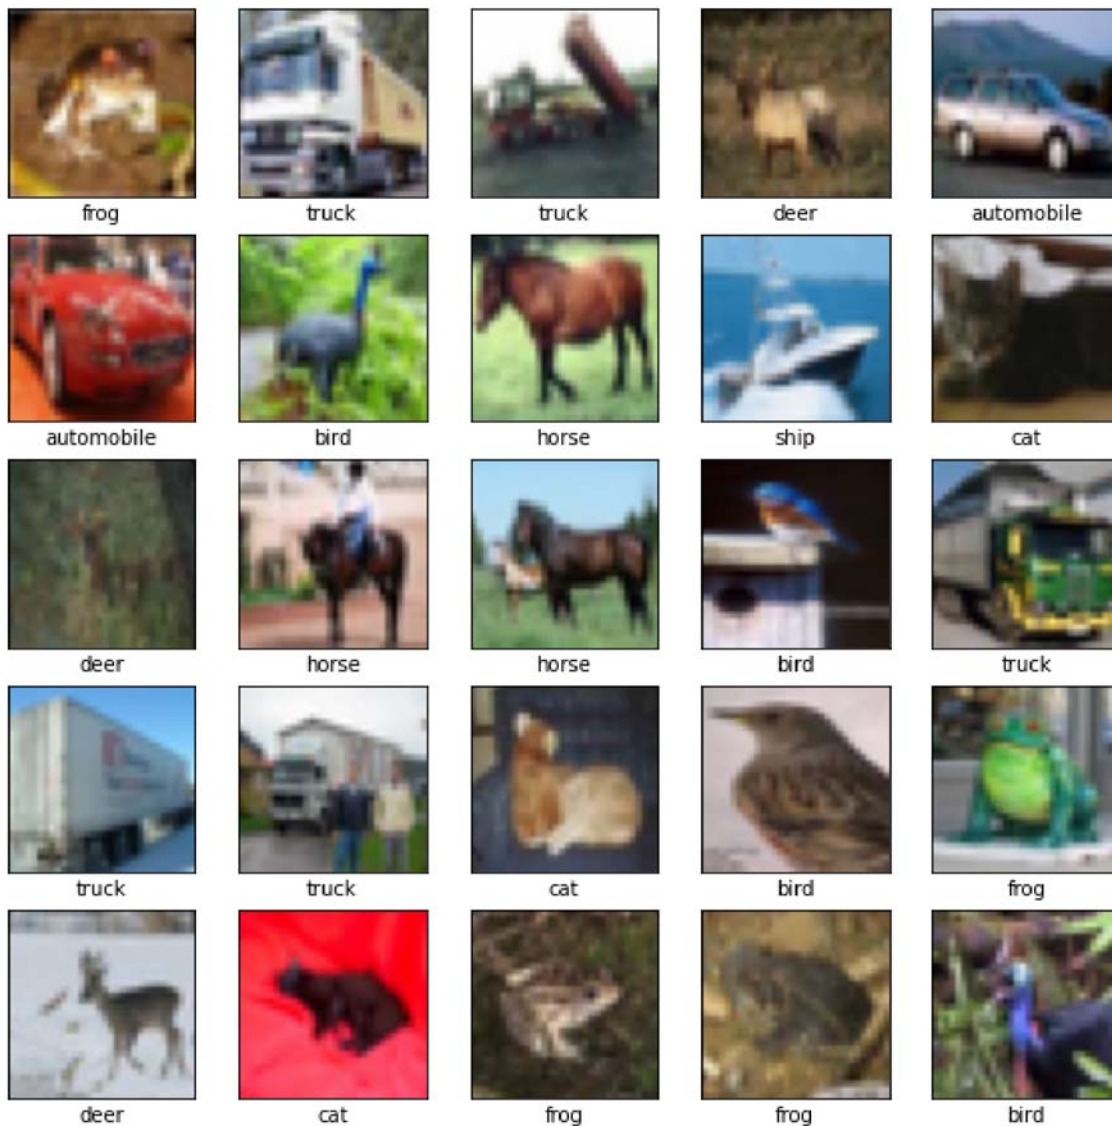 frog truck truck deer automobile
automobile bird horse ship cat
deer horse horse bird truck
truck truck cat bird frog
deer cat frog frog bird